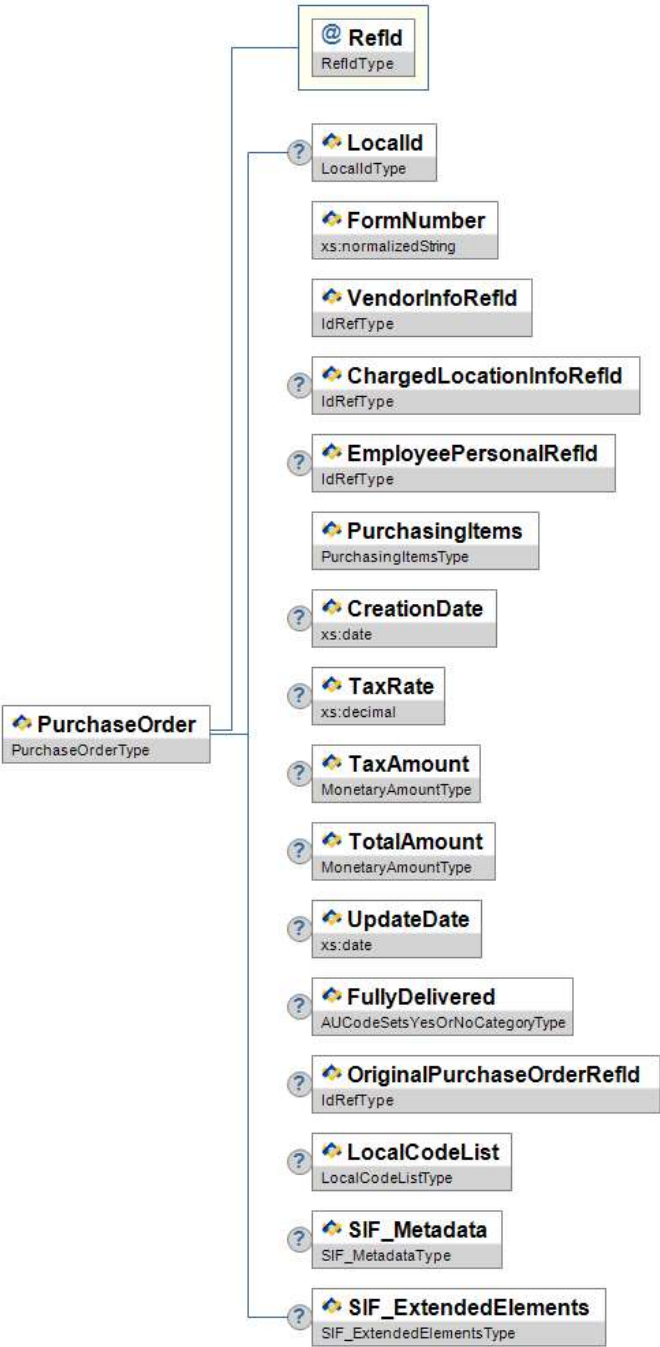 @ RefId
RefIdType
? LocalId
LocalIdType
FormNumber
xs:normalizedString
VendorInfoRefId
IdRefType
? ChargedLocationInfoRefId
IdRefType
? EmployeePersonalRefId
IdRefType
PurchasingItems
PurchasingItemsType
? CreationDate
xs:date
? TaxRate
xs:decimal
PurchaseOrder
PurchaseOrderType
? TaxAmount
MonetaryAmountType
? TotalAmount
MonetaryAmountType
? UpdateDate
xs:date
? FullyDelivered
AUCodeSetsYesOrNoCategoryType
? OriginalPurchaseOrderRefId
IdRefType
? LocalCodeList
LocalCodeListType
? SIF_Metadata
SIF_MetadataType
? SIF_ExtendedElements
SIF_ExtendedElementsType